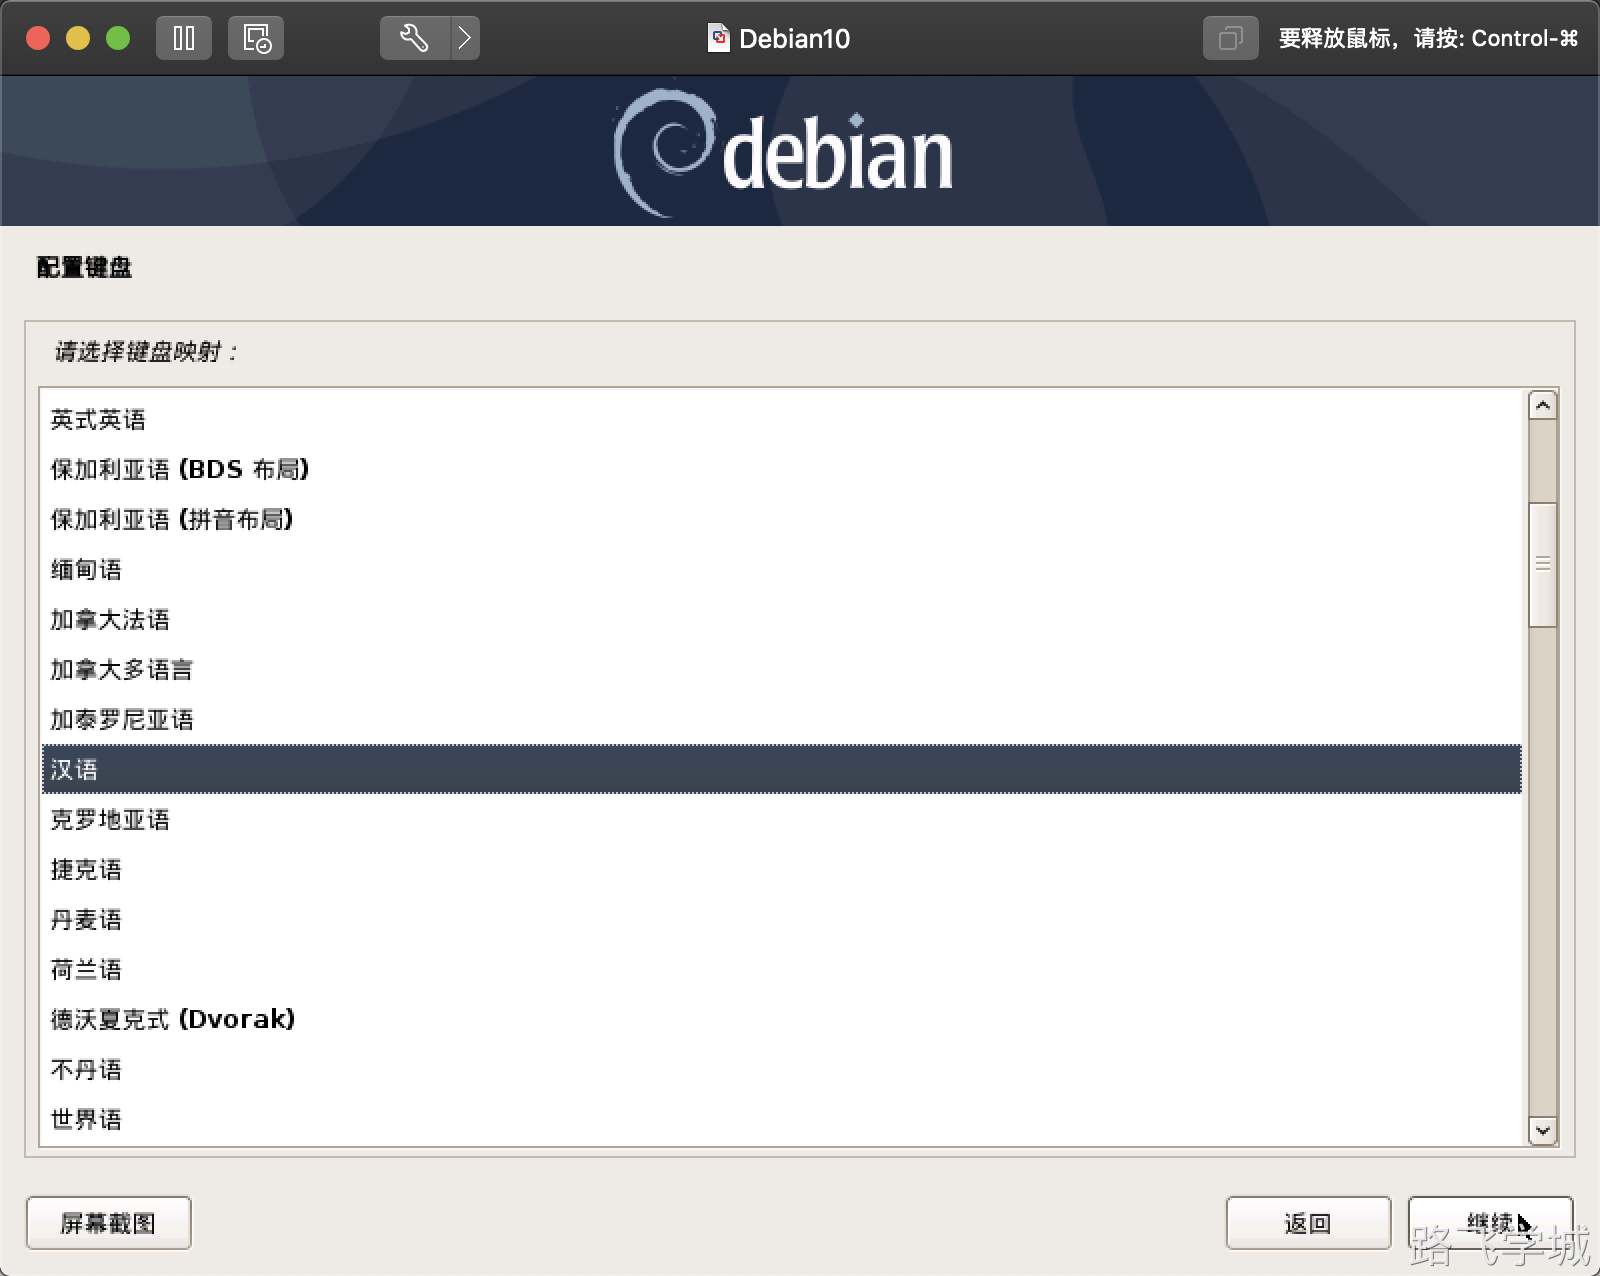 Debian10
要释放鼠标，请按: Control-⌘
debian
配置键盘
请选择键盘映射：
英式英语
保加利亚语 (BDS 布局)
保加利亚语 (拼音布局)
缅甸语
加拿大法语
加拿大多语言
加泰罗尼亚语
汉语
克罗地亚语
捷克语
丹麦语
荷兰语
德沃夏克式 (Dvorak)
不丹语
世界语
屏幕截图
返回
继续
路飞学城